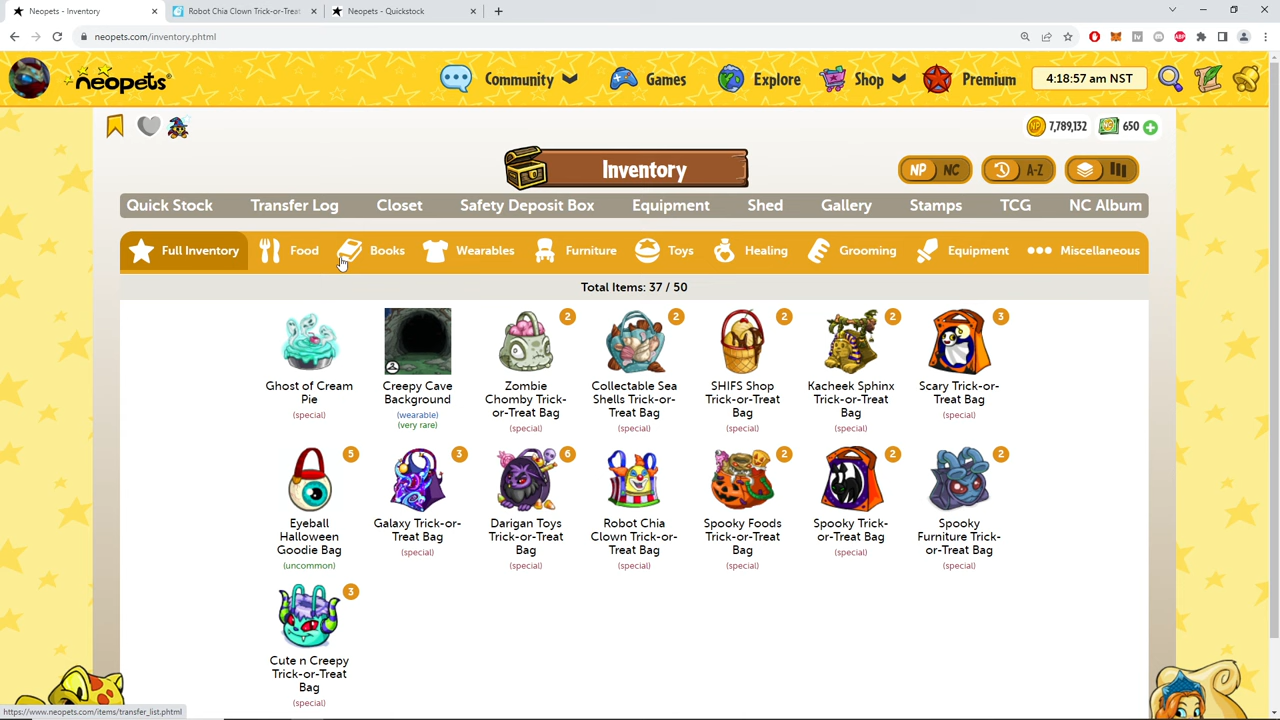 Neopets - Inventory
Robot Chia Clown Trick-or-Treat
Neopets - Quickstock
neopets.com/inventory.phtml
neopets
Community
Games
Explore
Shop
Premium
4:18:57 am NST
7,789,132
650
Inventory
NP NC
A-Z
Quick Stock
Transfer Log
Closet
Safety Deposit Box
Equipment
Shed
Gallery
Stamps
TCG
NC Album
Full Inventory
Food
Books
Wearables
Furniture
Toys
Healing
Grooming
Equipment
Miscellaneous
Total Items: 37 / 50
Ghost of Cream
Pie
(special)
Creepy Cave
Background
(wearable)
(very rare)
2
Zombie
Chomby Trick-
or-Treat Bag
(special)
2
Collectable Sea
Shells Trick-or-
Treat Bag
(special)
2
SHIFS Shop
Trick-or-Treat
Bag
(special)
2
Kacheek Sphinx
Trick-or-Treat
Bag
(special)
3
Scary Trick-or-
Treat Bag
(special)
5
Eyeball
Halloween
Goodie Bag
(uncommon)
3
Galaxy Trick-or-
Treat Bag
(special)
6
Darigan Toys
Trick-or-Treat
Bag
(special)
Robot Chia
Clown Trick-or-
Treat Bag
(special)
2
Spooky Foods
Trick-or-Treat
Bag
(special)
2
Spooky Trick-
or-Treat Bag
(special)
2
Spooky
Furniture Trick-
or-Treat Bag
(special)
3
Cute n Creepy
Trick-or-Treat
Bag
(special)
https://www.neopets.com/items/transfer_list.phtml